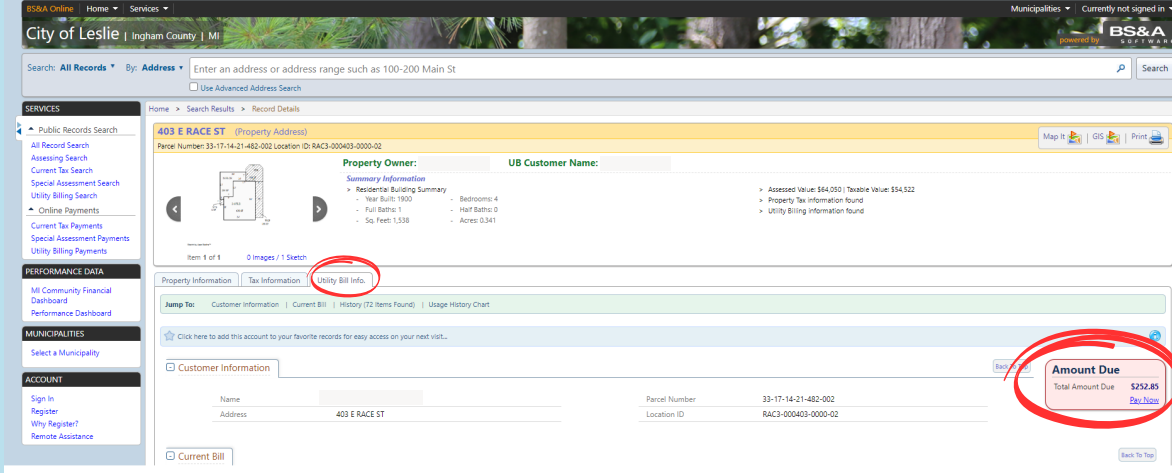 BS&A Online Home Services Municipalities Currently not signed in
City of Leslie | Ingham County | MI
powered by BS&A SOFTWARE
Search: All Records By: Address Enter an address or address range such as 100-200 Main St Search
Use Advanced Address Search
SERVICES
Public Records Search
All Record Search
Assessing Search
Current Tax Search
Special Assessment Search
Utility Billing Search
Online Payments
Current Tax Payments
Special Assessment Payments
Utility Billing Payments
PERFORMANCE DATA
MI Community Financial
Dashboard
Performance Dashboard
MUNICIPALITIES
Select a Municipality
ACCOUNT
Sign In
Register
Why Register?
Remote Assistance
Home > Search Results > Record Details
403 E RACE ST (Property Address)
Parcel Number: 33-17-14-21-482-002 Location ID: RAC3-000403-0000-02
Map It | GIS | Print
Property Owner: UB Customer Name:
Summary Information
> Residential Building Summary
- Year Built: 1900 - Bedrooms: 4
- Full Baths: 1 - Half Baths: 0
- Sq. Feet: 1,538 - Acres: 0.341
> Assessed Value: $64,050 | Taxable Value: $54,522
> Property Tax information found
> Utility Billing information found
Item 1 of 1 0 Images / 1 Sketch
Property Information Tax Information Utility Bill Info.
Jump To: Customer Information | Current Bill | History (72 Items Found) | Usage History Chart
Click here to add this account to your favorite records for easy access on your next visit...
Customer Information
Back To Top
Amount Due
Total Amount Due $252.85
Pay Now
Name Parcel Number 33-17-14-21-482-002
Address 403 E RACE ST Location ID RAC3-000403-0000-02
Current Bill
Back To Top